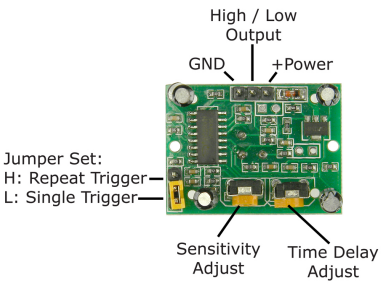 High / Low
Output
GND
+Power
Jumper Set:
H: Repeat Trigger
L: Single Trigger
Sensitivity
Adjust
Time Delay
Adjust